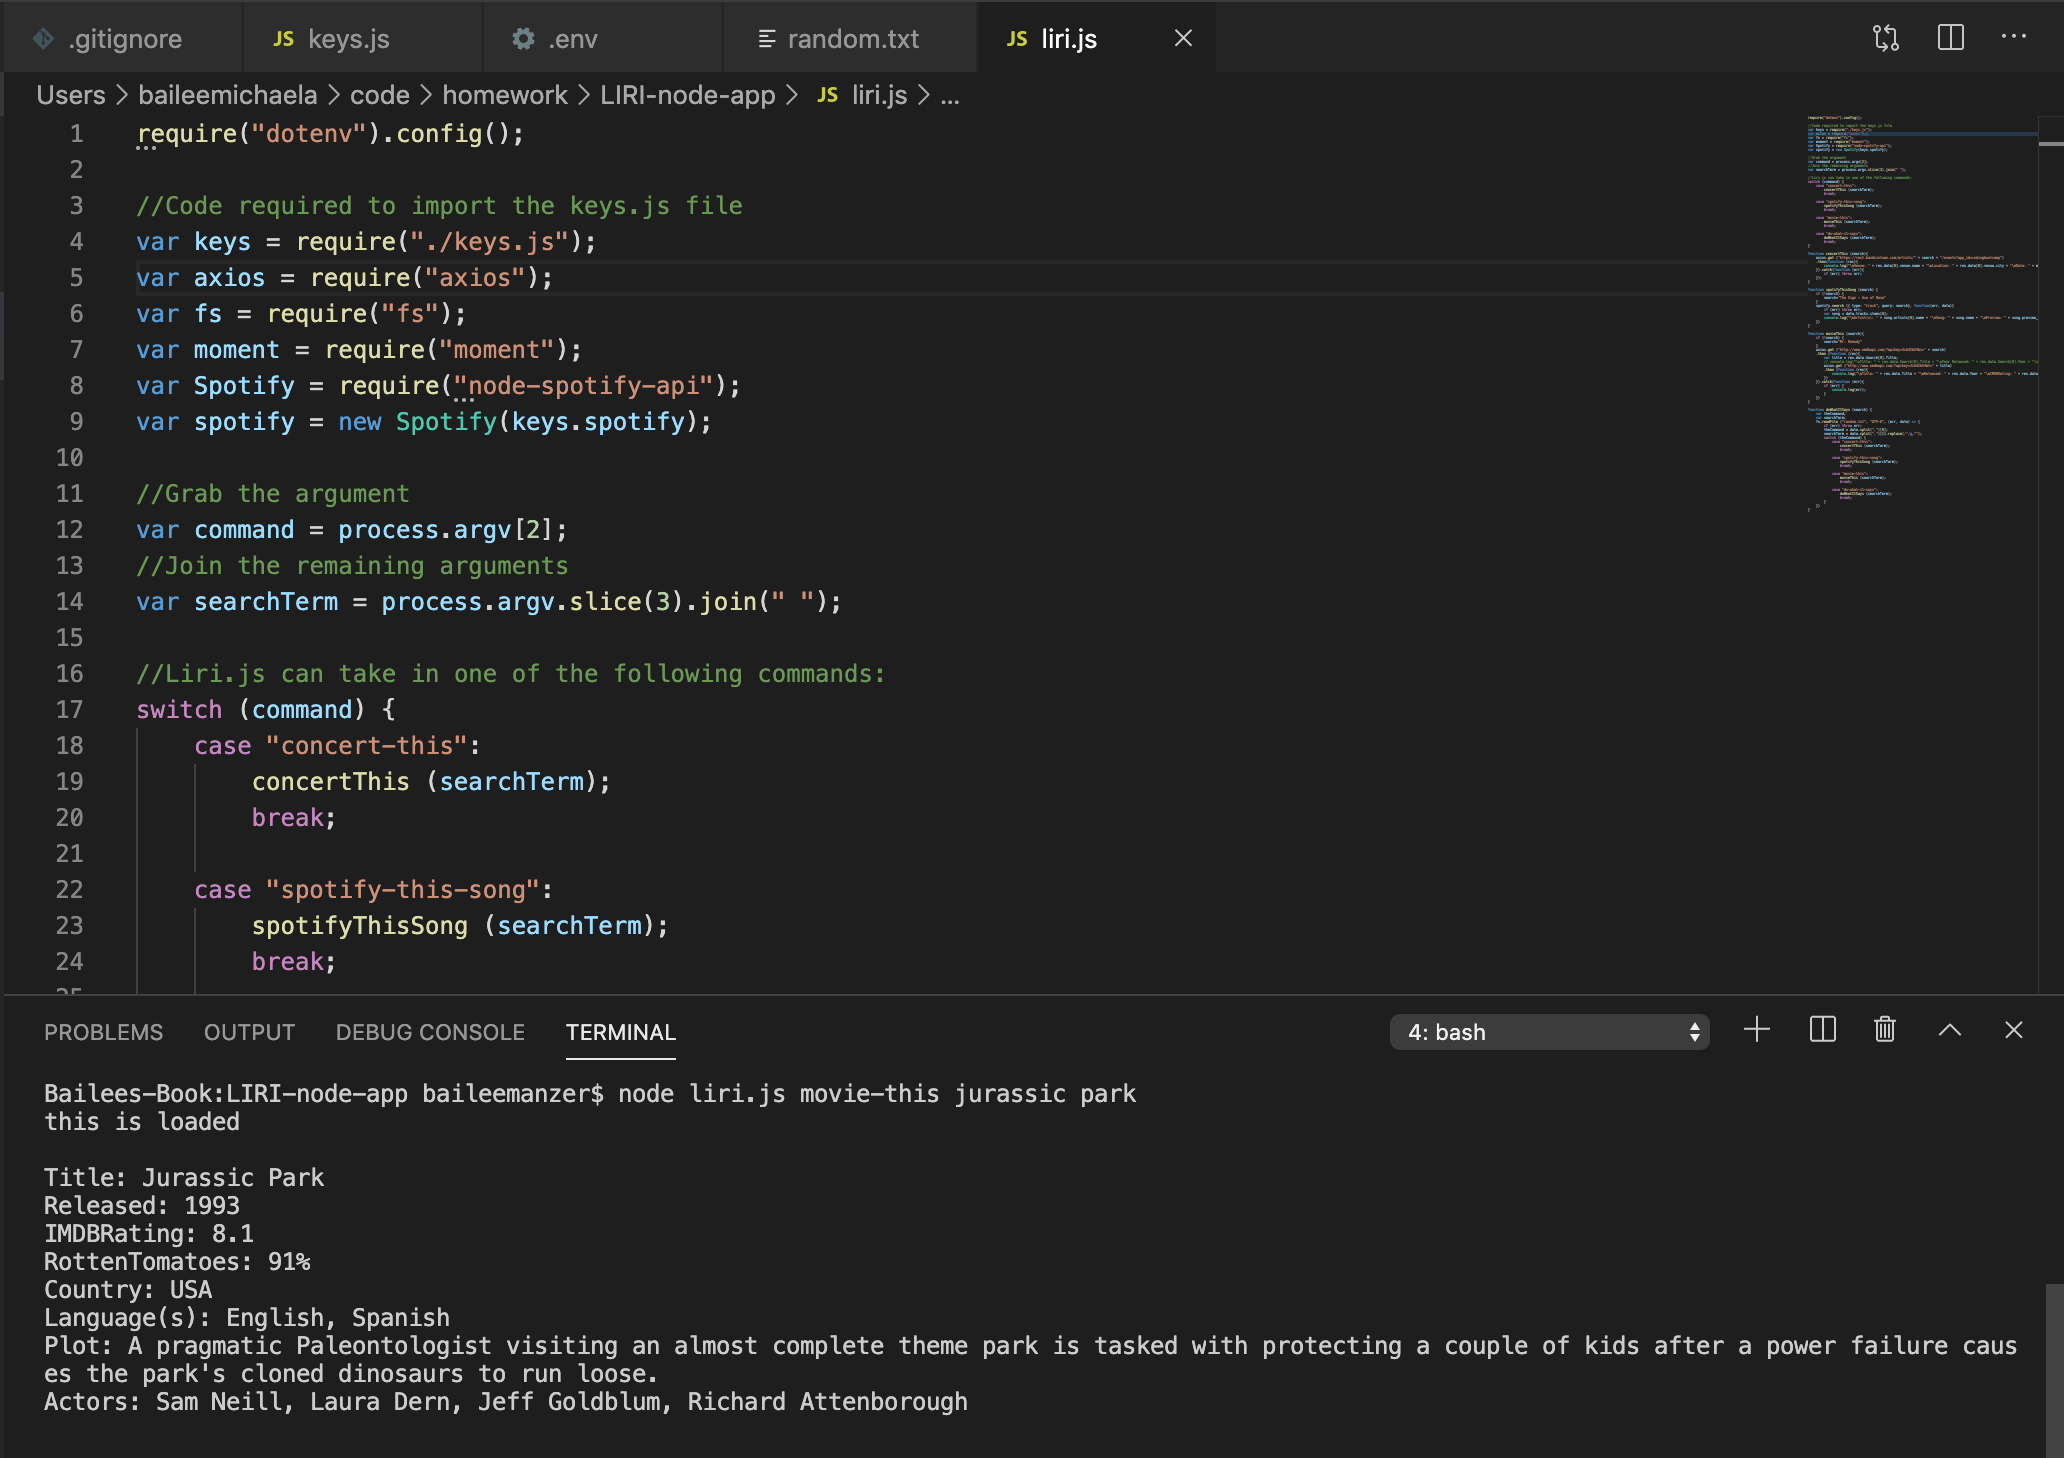 .gitignore
JS keys.js
.env
random.txt
JS liri.js
Users > baileemichaela > code > homework > LIRI-node-app > JS liri.js > ...
1 require("dotenv").config();
2
3 //Code required to import the keys.js file
4 var keys = require("./keys.js");
5 var axios = require("axios");
6 var fs = require("fs");
7 var moment = require("moment");
8 var Spotify = require("node-spotify-api");
9 var spotify = new Spotify(keys.spotify);
10
11 //Grab the argument
12 var command = process.argv[2];
13 //Join the remaining arguments
14 var searchTerm = process.argv.slice(3).join(" ");
15
16 //Liri.js can take in one of the following commands:
17 switch (command) {
18 case "concert-this":
19 concertThis (searchTerm);
20 break;
21
22 case "spotify-this-song":
23 spotifyThisSong (searchTerm);
24 break;
25
PROBLEMS OUTPUT DEBUG CONSOLE TERMINAL
4: bash
Bailees-Book:LIRI-node-app baileemanzer$ node liri.js movie-this jurassic park
this is loaded
Title: Jurassic Park
Released: 1993
IMDBRating: 8.1
RottenTomatoes: 91%
Country: USA
Language(s): English, Spanish
Plot: A pragmatic Paleontologist visiting an almost complete theme park is tasked with protecting a couple of kids after a power failure caus
es the park's cloned dinosaurs to run loose.
Actors: Sam Neill, Laura Dern, Jeff Goldblum, Richard Attenborough